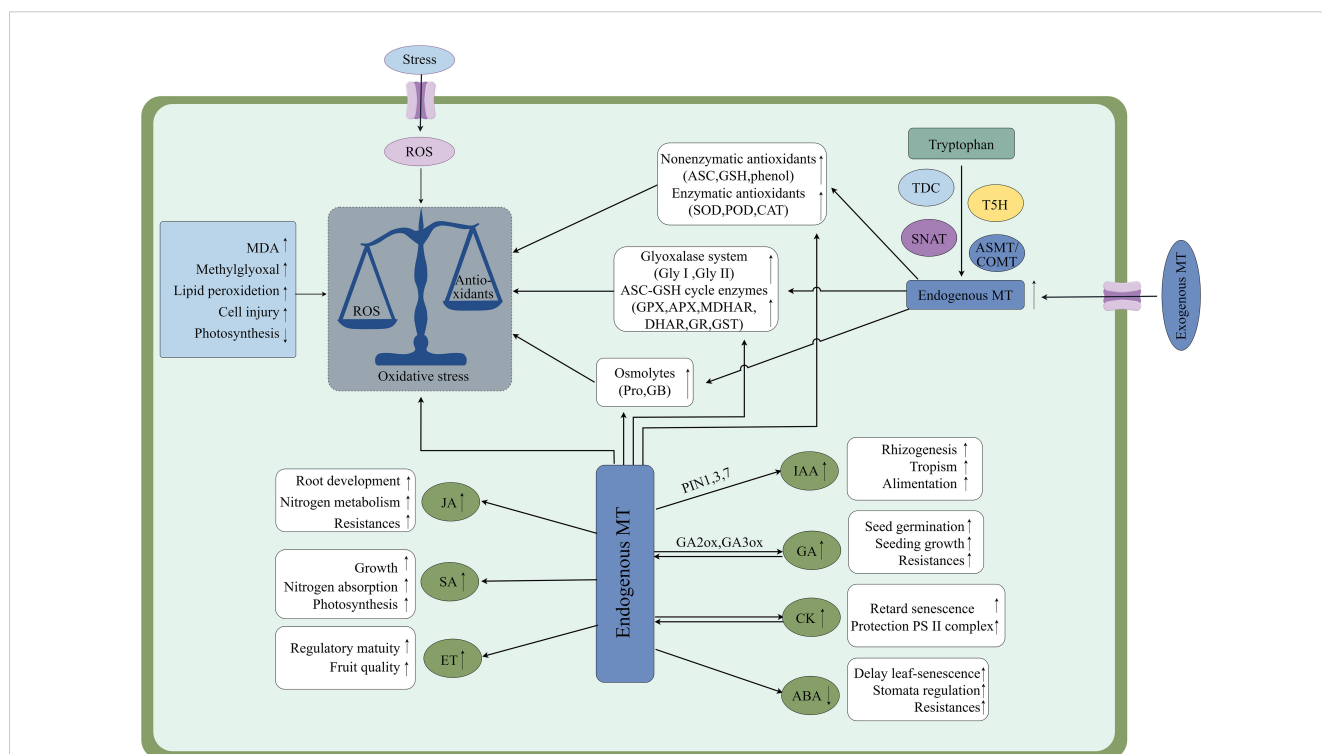 Stress
ROS
Tryptophan
TDC
T5H
SNAT
ASMT/
COMT
Endogenous MT
Exogenous MT
Nonenzymatic antioxidants
(ASC,GSH,phenol)
Enzymatic antioxidants
(SOD,POD,CAT)
Glyoxalase system
(Gly I ,Gly II)
ASC-GSH cycle enzymes
(GPX,APX,MDHAR,
DHAR,GR,GST)
Osmolytes
(Pro,GB)
MDA
Methylglyoxal
Lipid peroxidetion
Cell injury
Photosynthesis
ROS
Antio-
xidants
Oxidative stress
Endogenous MT
Root development
Nitrogen metabolism
Resistances
JA
Growth
Nitrogen absorption
Photosynthesis
SA
Regulatory matuity
Fruit quality
ET
PIN1,3,7
IAA
Rhizogenesis
Tropism
Alimentation
GA2ox,GA3ox
GA
Seed germination
Seeding growth
Resistances
CK
Retard senescence
Protection PS II complex
ABA
Delay leaf-senescence
Stomata regulation
Resistances